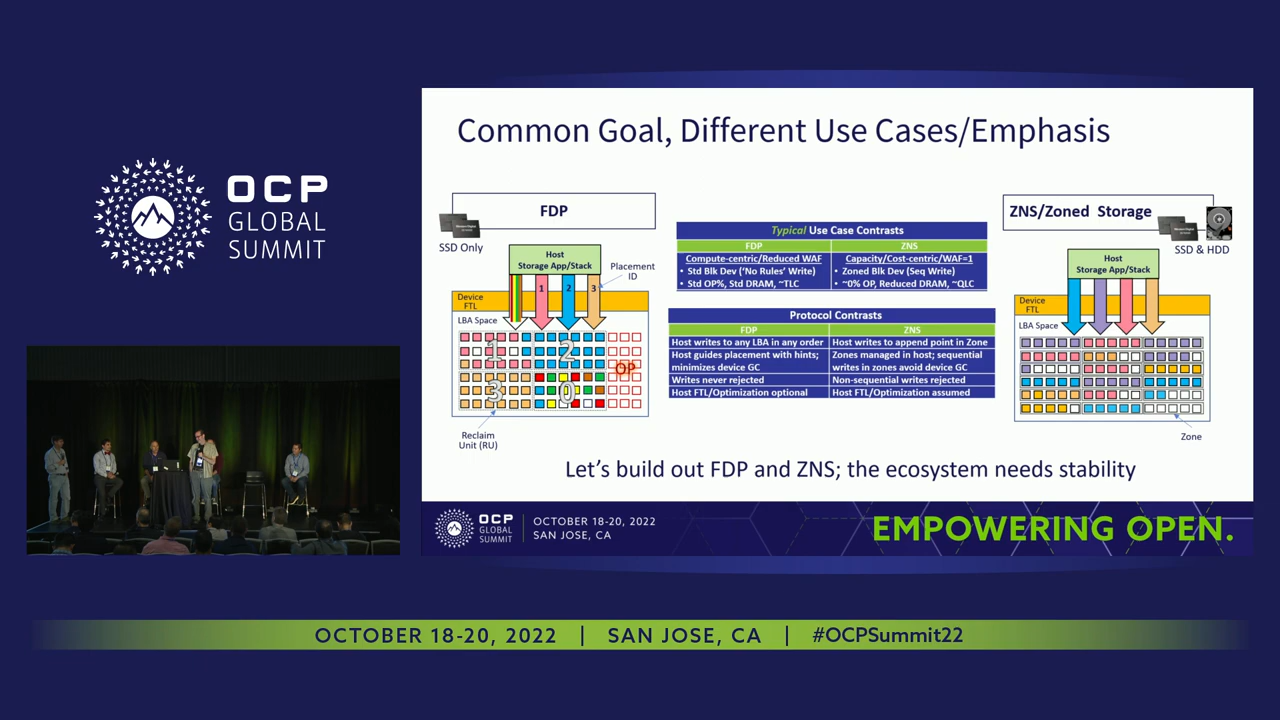 OCP
GLOBAL
SUMMIT
Common Goal, Different Use Cases/Emphasis
FDP
SSD Only
Host
Storage App/Stack
Placement
ID
1
2
3
Device
FTL
LBA Space
1
2
3
0
OP
Reclaim
Unit (RU)
Typical Use Case Contrasts
FDP
ZNS
Compute-centric/Reduced WAF
Capacity/Cost-centric/WAF=1
• Std Blk Dev ('No Rules' Write)
• Zoned Blk Dev (Seq Write)
• Std OP%, Std DRAM, ~TLC
• ~0% OP, Reduced DRAM, ~QLC
Protocol Contrasts
FDP
ZNS
Host writes to any LBA in any order
Host writes to append point in Zone
Host guides placement with hints;
minimizes device GC
Zones managed in host; sequential
writes in zones avoid device GC
Writes never rejected
Non-sequential writes rejected
Host FTL/Optimization optional
Host FTL/Optimization assumed
ZNS/Zoned Storage
SSD & HDD
Host
Storage App/Stack
Device
FTL
LBA Space
Zone
Let's build out FDP and ZNS; the ecosystem needs stability
OCP
GLOBAL
SUMMIT
OCTOBER 18-20, 2022
SAN JOSE, CA
EMPOWERING OPEN.
OCTOBER 18-20, 2022 | SAN JOSE, CA | #OCPSummit22